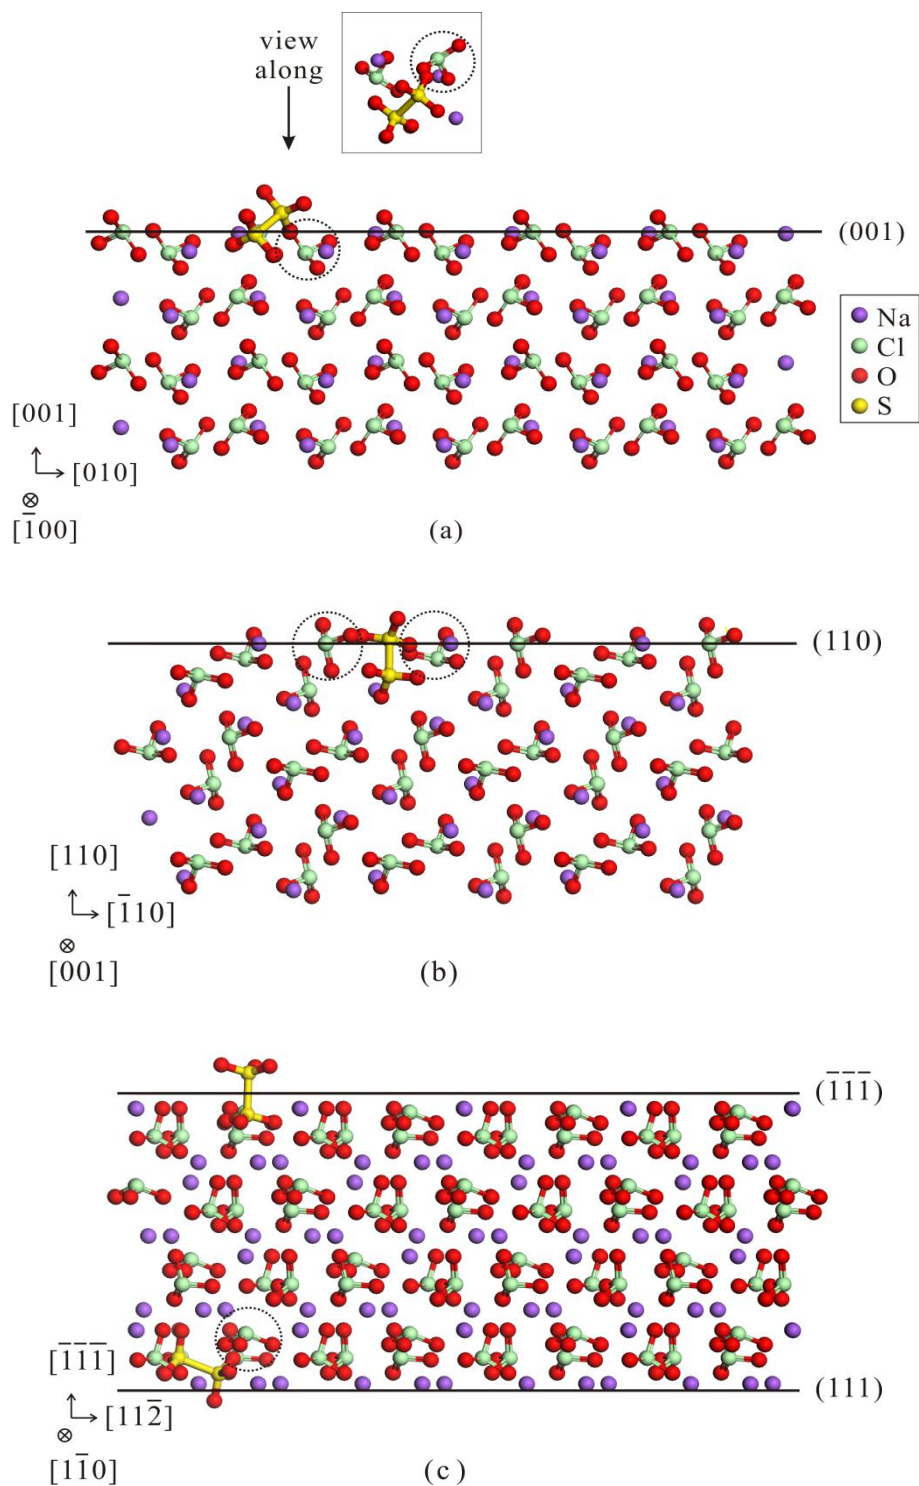 view
along
(001)
Na
Cl
O
S
[001]
[010]
[1̄00]
(a)
(110)
[110]
[1̄10]
[001]
(b)
(1̄1̄1̄)
[1̄1̄1̄]
(111)
[112̄]
[11̄0]
(c)